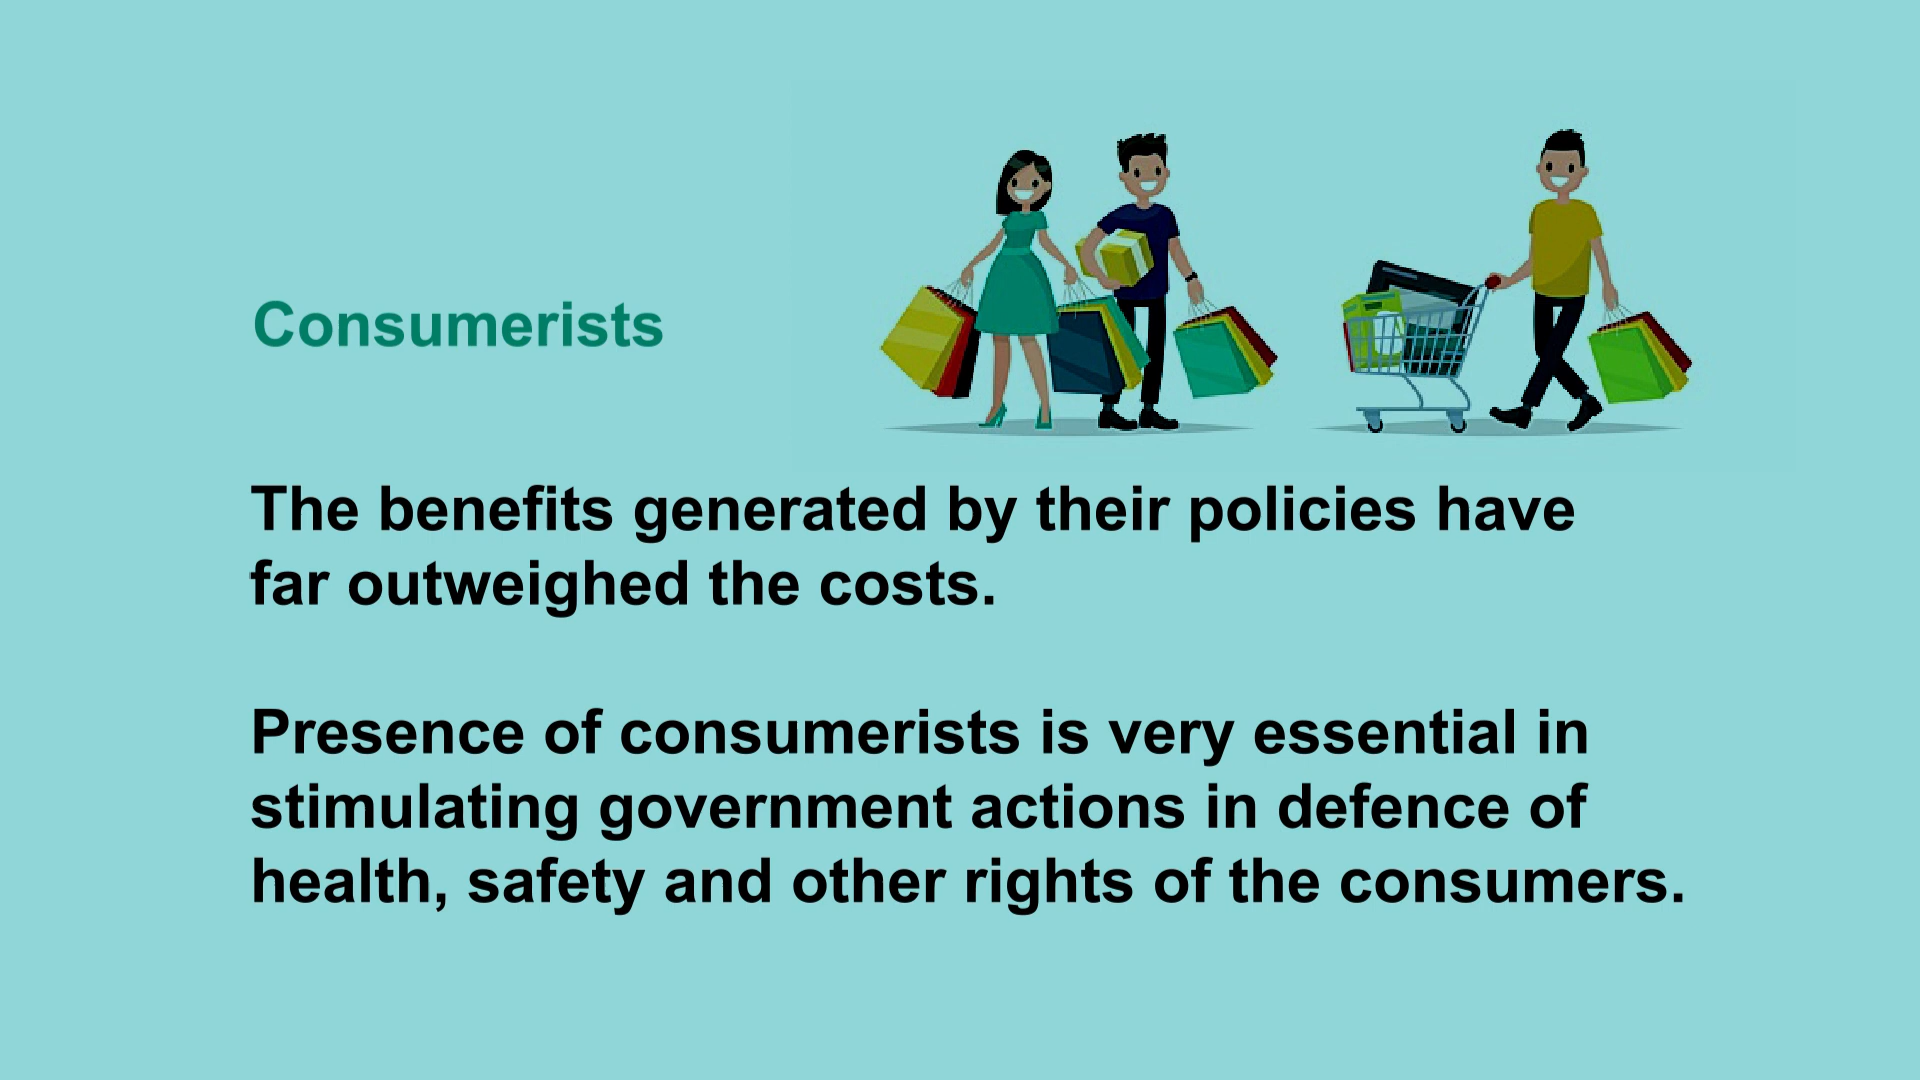 Consumerists
The benefits generated by their policies have
far outweighed the costs.
Presence of consumerists is very essential in
stimulating government actions in defence of
health, safety and other rights of the consumers.